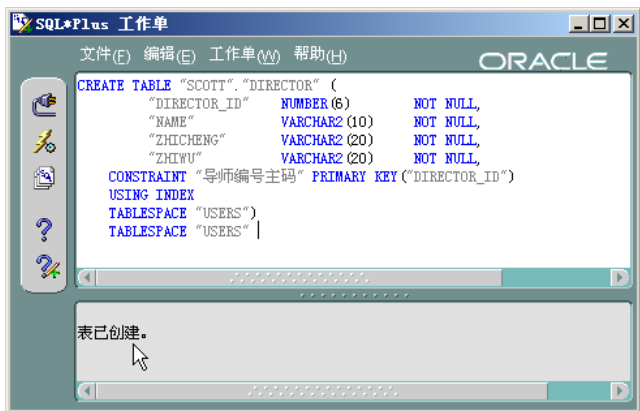 SQL*Plus 工作单
文件(F) 编辑(E) 工作单(W) 帮助(H)
ORACLE
CREATE TABLE "SCOTT"."DIRECTOR" (
"DIRECTOR_ID" NUMBER(6) NOT NULL,
"NAME" VARCHAR2(10) NOT NULL,
"ZHICHENG" VARCHAR2(20) NOT NULL,
"ZHIWU" VARCHAR2(20) NOT NULL,
CONSTRAINT "导师编号主码" PRIMARY KEY("DIRECTOR_ID")
USING INDEX
TABLESPACE "USERS")
TABLESPACE "USERS"
表已创建。